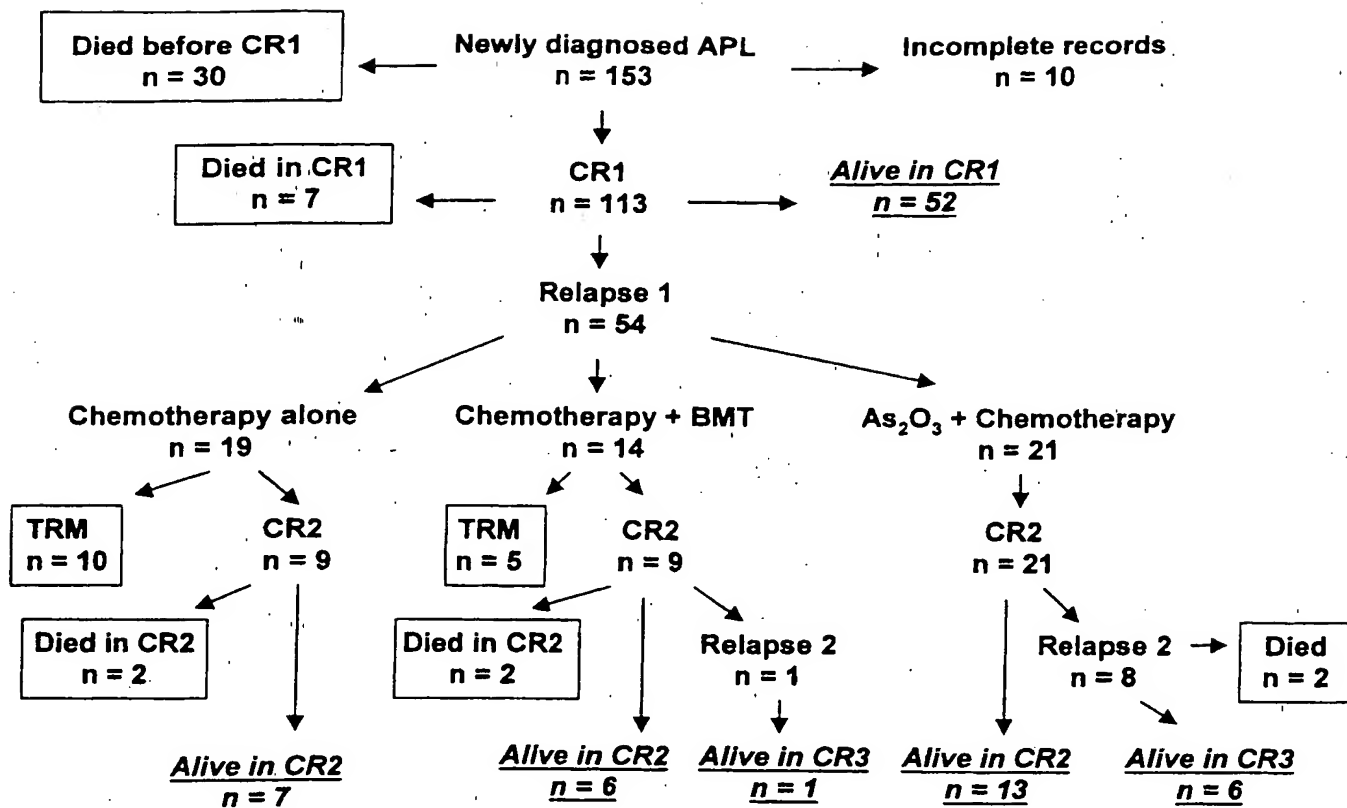 Died before CR1
n = 30
Newly diagnosed APL
n = 153
Incomplete records
n = 10
Died in CR1
n = 7
CR1
n = 113
Alive in CR1
n = 52
Relapse 1
n = 54
Chemotherapy alone
n = 19
Chemotherapy + BMT
n = 14
As₂O₃ + Chemotherapy
n = 21
TRM
n = 10
CR2
n = 9
TRM
n = 5
CR2
n = 9
CR2
n = 21
Died in CR2
n = 2
Died in CR2
n = 2
Relapse 2
n = 1
Relapse 2
n = 8
Died
n = 2
Alive in CR2
n = 7
Alive in CR2
n = 6
Alive in CR3
n = 1
Alive in CR2
n = 13
Alive in CR3
n = 6